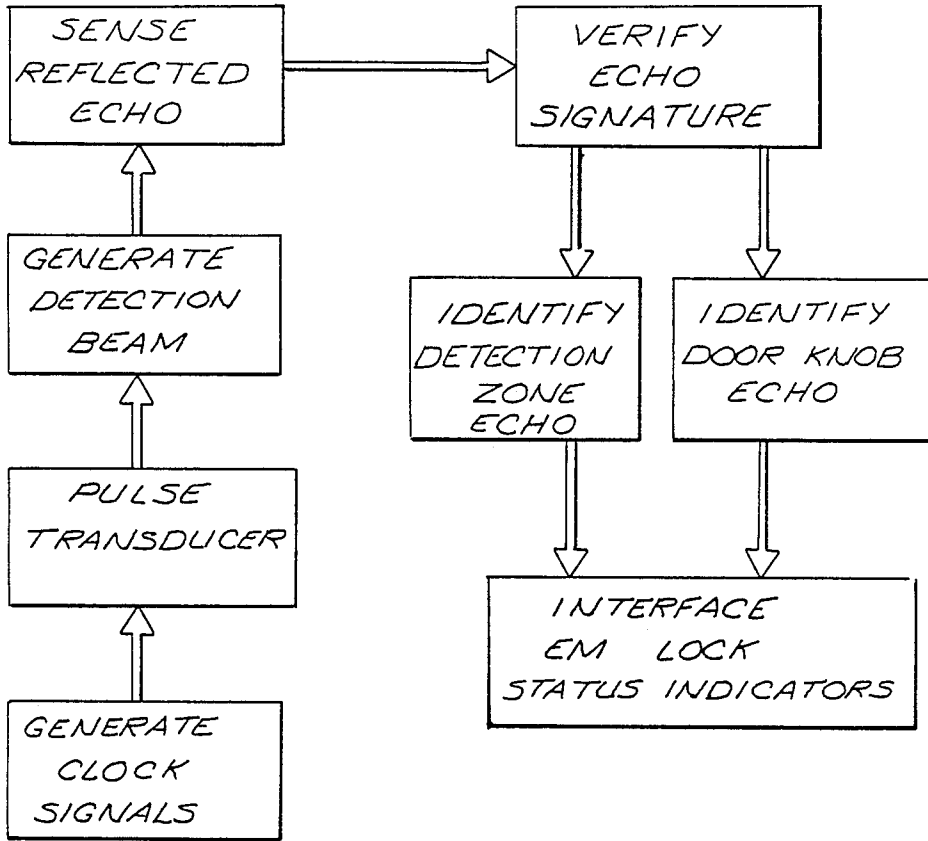 SENSE
REFLECTED
ECHO
VERIFY
ECHO
SIGNATURE
GENERATE
DETECTION
BEAM
IDENTIFY
DETECTION
ZONE
ECHO
IDENTIFY
DOOR KNOB
ECHO
PULSE
TRANSDUCER
INTERFACE
EM LOCK
STATUS INDICATORS
GENERATE
CLOCK
SIGNALS